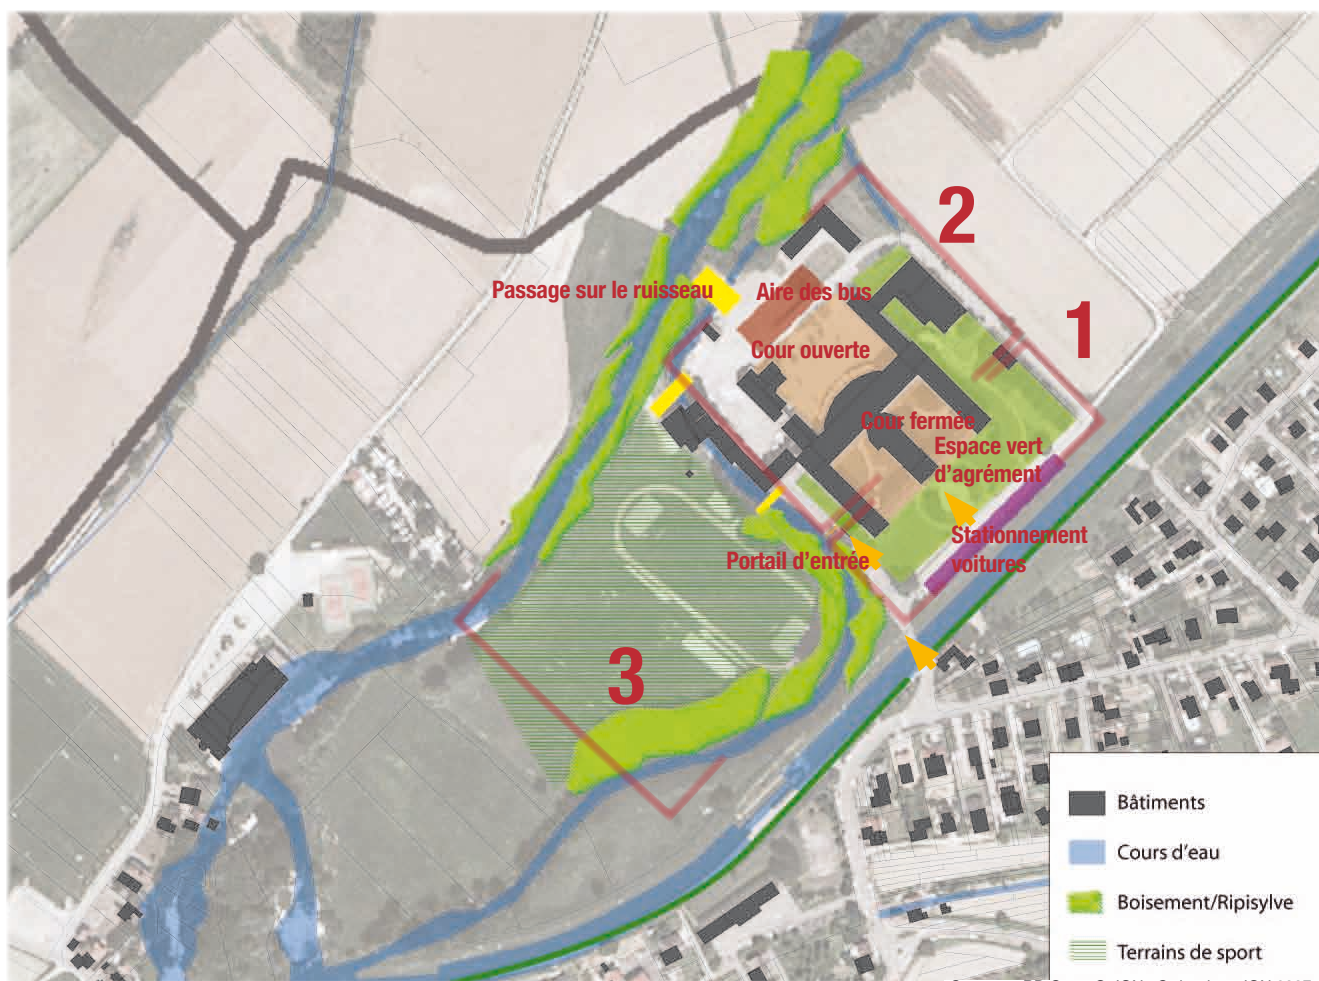 2
1
Passage sur le ruisseau
Aire des bus
Cour ouverte
Cour fermée
Espace vert
d'agrément
Stationnement
voitures
Portail d'entrée
3
Bâtiments
Cours d'eau
Boisement/Ripisylve
Terrains de sport